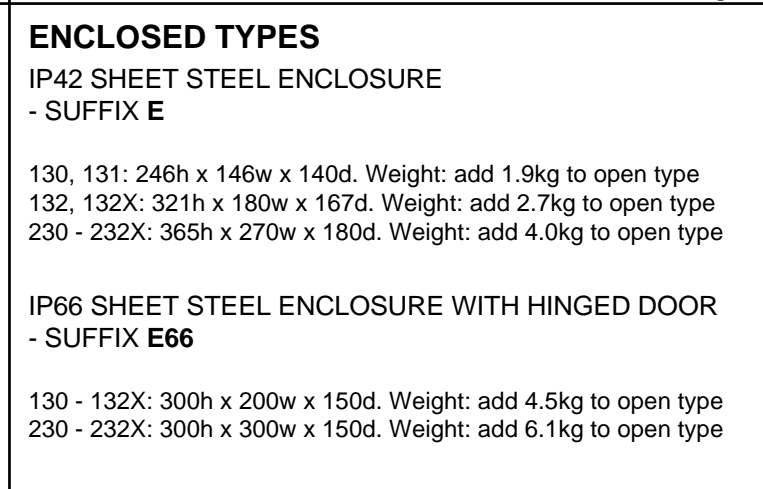 ENCLOSED TYPES
IP42 SHEET STEEL ENCLOSURE
- SUFFIX E
130, 131: 246h x 146w x 140d. Weight: add 1.9kg to open type
132, 132X: 321h x 180w x 167d. Weight: add 2.7kg to open type
230 - 232X: 365h x 270w x 180d. Weight: add 4.0kg to open type
IP66 SHEET STEEL ENCLOSURE WITH HINGED DOOR
- SUFFIX E66
130 - 132X: 300h x 200w x 150d. Weight: add 4.5kg to open type
230 - 232X: 300h x 300w x 150d. Weight: add 6.1kg to open type